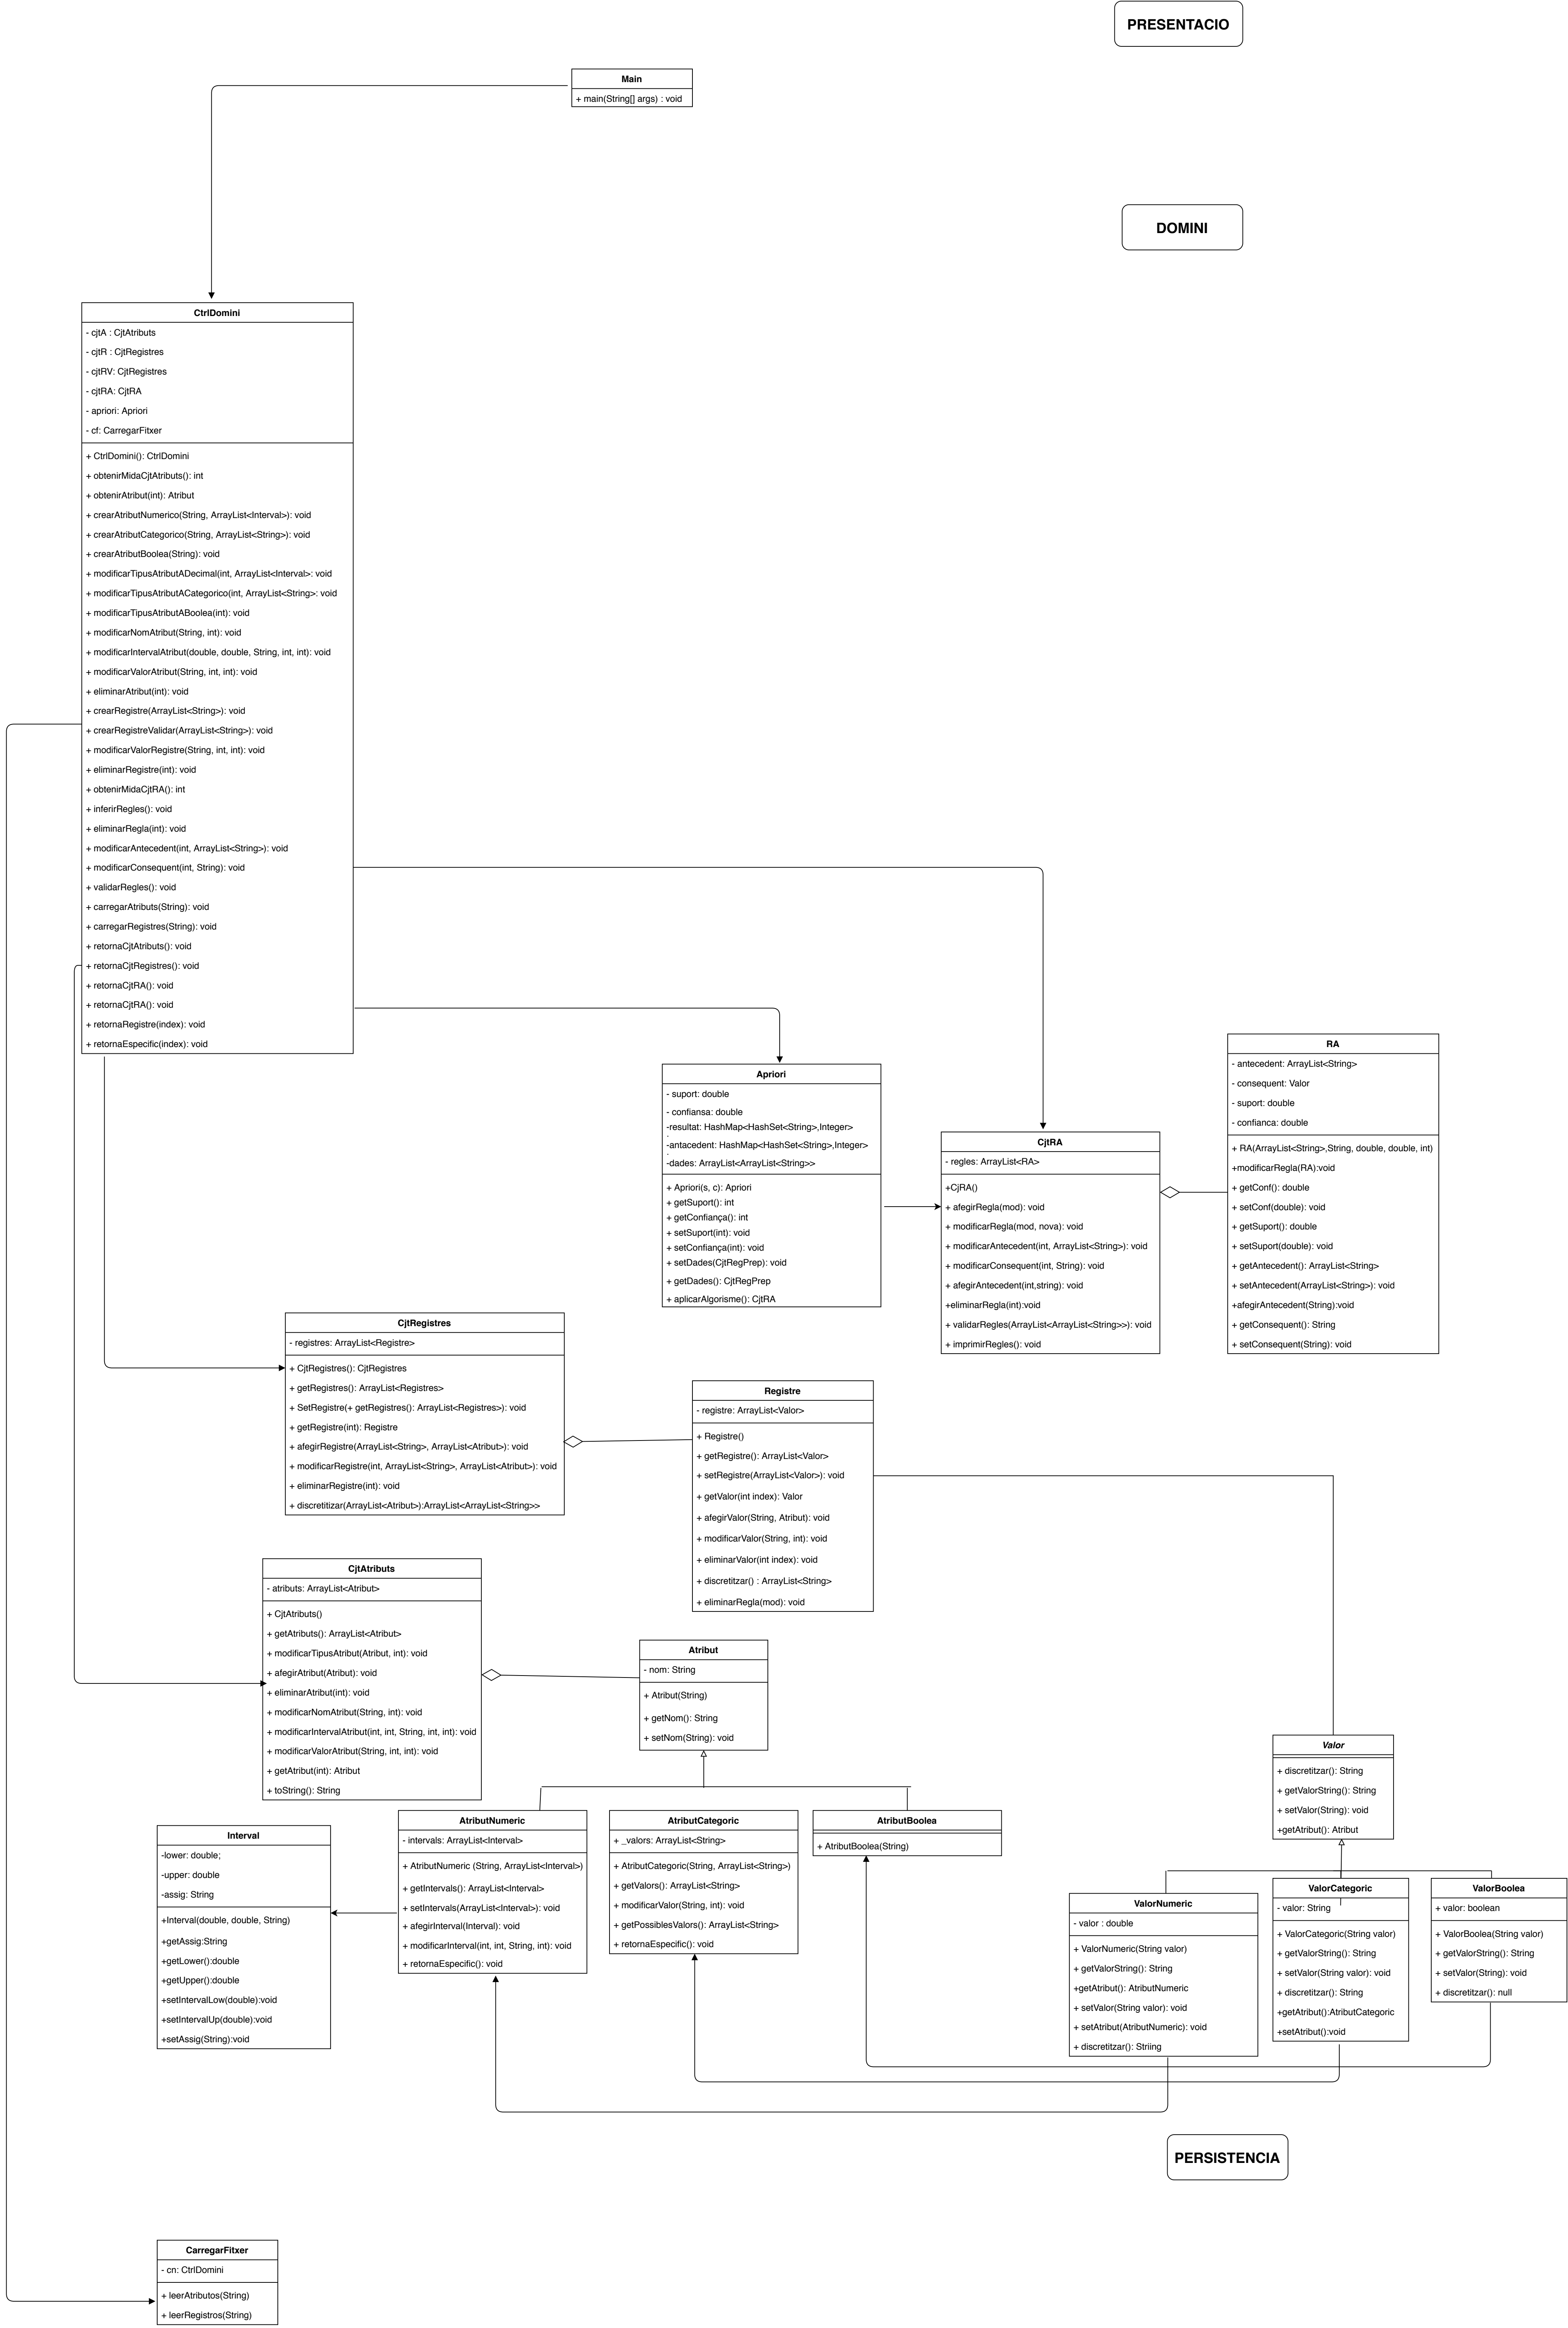 PRESENTACIO
Main
+ main(String[] args) : void
DOMINI
CtrlDomini
- cjtA : CjtAtributs
- cjtR : CjtRegistres
- cjtRV: CjtRegistres
- cjtRA: CjtRA
- apriori: Apriori
- cf: CarregarFitxer
+ CtrlDomini(): CtrlDomini
+ obtenirMidaCjtAtributs(): int
+ obtenirAtribut(int): Atribut
+ crearAtributNumerico(String, ArrayList<Interval>): void
+ crearAtributCategorico(String, ArrayList<String>): void
+ crearAtributBoolea(String): void
+ modificarTipusAtributADecimal(int, ArrayList<Interval>: void
+ modificarTipusAtributACategorico(int, ArrayList<String>: void
+ modificarTipusAtributABoolea(int): void
+ modificarNomAtribut(String, int): void
+ modificarIntervalAtribut(double, double, String, int, int): void
+ modificarValorAtribut(String, int, int): void
+ eliminarAtribut(int): void
+ crearRegistre(ArrayList<String>): void
+ crearRegistreValidar(ArrayList<String>): void
+ modificarValorRegistre(String, int, int): void
+ eliminarRegistre(int): void
+ obtenirMidaCjtRA(): int
+ inferirRegles(): void
+ eliminarRegla(int): void
+ modificarAntecedent(int, ArrayList<String>): void
+ modificarConsequent(int, String): void
+ validarRegles(): void
+ carregarAtributs(String): void
+ carregarRegistres(String): void
+ retornaCjtAtributs(): void
+ retornaCjtRegistres(): void
+ retornaCjtRA(): void
+ retornaCjtRA(): void
+ retornaRegistre(index): void
+ retornaEspecific(index): void
Apriori
- suport: double
- confiansa: double
-resultat: HashMap<HashSet<String>,Integer>
-antacedent: HashMap<HashSet<String>,Integer>
-dades: ArrayList<ArrayList<String>>
+ Apriori(s, c): Apriori
+ getSuport(): int
+ getConfiança(): int
+ setSuport(int): void
+ setConfiança(int): void
+ setDades(CjtRegPrep): void
+ getDades(): CjtRegPrep
+ aplicarAlgorisme(): CjtRA
CjtRA
- regles: ArrayList<RA>
+CjRA()
+ afegirRegla(mod): void
+ modificarRegla(mod, nova): void
+ modificarAntecedent(int, ArrayList<String>): void
+ modificarConsequent(int, String): void
+ afegirAntecedent(int,string): void
+eliminarRegla(int):void
+ validarRegles(ArrayList<ArrayList<String>>): void
+ imprimirRegles(): void
RA
- antecedent: ArrayList<String>
- consequent: Valor
- suport: double
- confianca: double
+ RA(ArrayList<String>,String, double, double, int)
+modificarRegla(RA):void
+ getConf(): double
+ setConf(double): void
+ getSuport(): double
+ setSuport(double): void
+ getAntecedent(): ArrayList<String>
+ setAntecedent(ArrayList<String>): void
+afegirAntecedent(String):void
+ getConsequent(): String
+ setConsequent(String): void
CjtRegistres
- registres: ArrayList<Registre>
+ CjtRegistres(): CjtRegistres
+ getRegistres(): ArrayList<Registres>
+ SetRegistre(+ getRegistres(): ArrayList<Registres>): void
+ getRegistre(int): Registre
+ afegirRegistre(ArrayList<String>, ArrayList<Atribut>): void
+ modificarRegistre(int, ArrayList<String>, ArrayList<Atribut>): void
+ eliminarRegistre(int): void
+ discretitizar(ArrayList<Atribut>):ArrayList<ArrayList<String>>
Registre
- registre: ArrayList<Valor>
+ Registre()
+ getRegistre(): ArrayList<Valor>
+ setRegistre(ArrayList<Valor>): void
+ getValor(int index): Valor
+ afegirValor(String, Atribut): void
+ modificarValor(String, int): void
+ eliminarValor(int index): void
+ discretitzar() : ArrayList<String>
+ eliminarRegla(mod): void
CjtAtributs
- atributs: ArrayList<Atribut>
+ CjtAtributs()
+ getAtributs(): ArrayList<Atribut>
+ modificarTipusAtribut(Atribut, int): void
+ afegirAtribut(Atribut): void
+ eliminarAtribut(int): void
+ modificarNomAtribut(String, int): void
+ modificarIntervalAtribut(int, int, String, int, int): void
+ modificarValorAtribut(String, int, int): void
+ getAtribut(int): Atribut
+ toString(): String
Atribut
- nom: String
+ Atribut(String)
+ getNom(): String
+ setNom(String): void
Valor
+ discretitzar(): String
+ getValorString(): String
+ setValor(String): void
+getAtribut(): Atribut
Interval
-lower: double;
-upper: double
-assig: String
+Interval(double, double, String)
+getAssig:String
+getLower():double
+getUpper():double
+setIntervalLow(double):void
+setIntervalUp(double):void
+setAssig(String):void
AtributNumeric
- intervals: ArrayList<Interval>
+ AtributNumeric (String, ArrayList<Interval>)
+ getIntervals(): ArrayList<Interval>
+ setIntervals(ArrayList<Interval>): void
+ afegirInterval(Interval): void
+ modificarInterval(int, int, String, int): void
+ retornaEspecific(): void
AtributCategoric
+ _valors: ArrayList<String>
+ AtributCategoric(String, ArrayList<String>)
+ getValors(): ArrayList<String>
+ modificarValor(String, int): void
+ getPossiblesValors(): ArrayList<String>
+ retornaEspecific(): void
AtributBoolea
+ AtributBoolea(String)
ValorNumeric
- valor : double
+ ValorNumeric(String valor)
+ getValorString(): String
+getAtribut(): AtributNumeric
+ setValor(String valor): void
+ setAtribut(AtributNumeric): void
+ discretitzar(): Striing
ValorCategoric
- valor: String
+ ValorCategoric(String valor)
+ getValorString(): String
+ setValor(String valor): void
+ discretitzar(): String
+getAtribut():AtributCategoric
+setAtribut():void
ValorBoolea
+ valor: boolean
+ ValorBoolea(String valor)
+ getValorString(): String
+ setValor(String): void
+ discretitzar(): null
PERSISTENCIA
CarregarFitxer
- cn: CtrlDomini
+ leerAtributos(String)
+ leerRegistros(String)